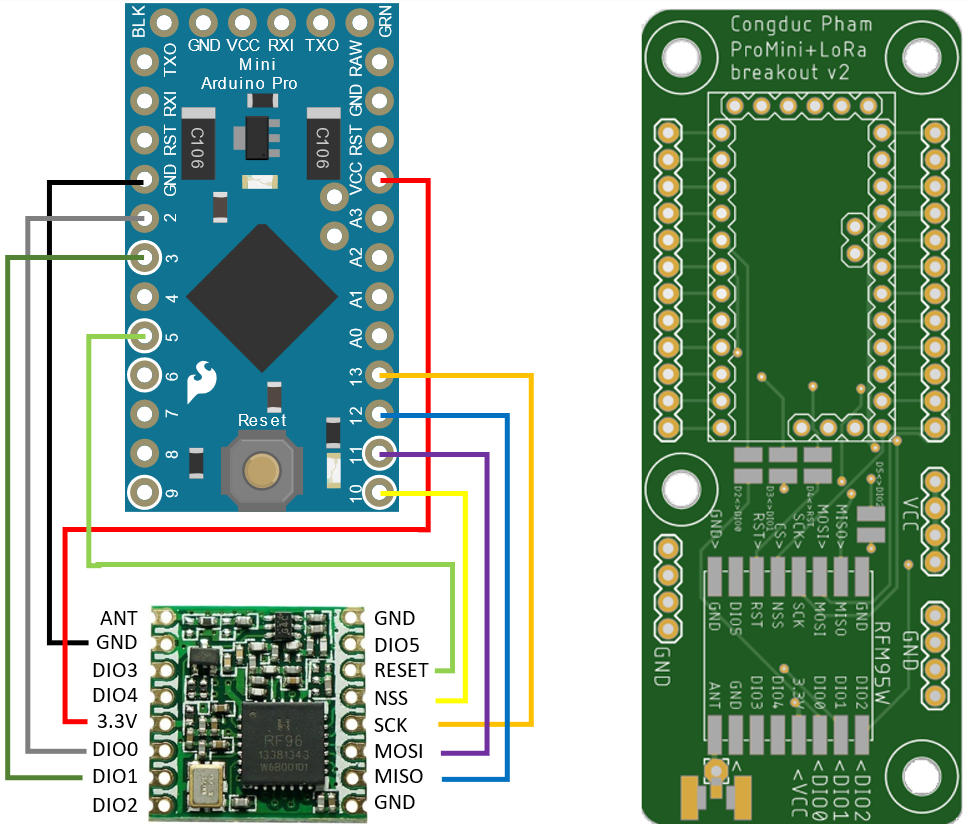 BLK
GND VCC RXI TXO
GRN
Mini
Arduino Pro
TXO
RXI
RST
GND
2
3
4
5
6
7
8
9
RAW
GND
RST
VCC
A3
A2
A1
A0
13
12
11
10
C106
C106
Reset
ANT
GND
DIO3
DIO4
3.3V
DIO0
DIO1
DIO2
GND
DIO5
RESET
NSS
SCK
MOSI
MISO
GND
RF96
13381343
W6B00101
Congduc Pham
ProMini+LoRa
breakout v2
D2<>DIO0
D3<>DIO1
D4<>RST
D5<>DIO2
GND>
RST>
CS>
SCK>
MOSI>
MISO>
VCC
GND
DIO5
RST
NSS
SCK
MOSI
MISO
GND
RFM95W
GND
GND
ANT
GND
DIO3
DIO4
3.3V
DIO0
DIO1
DIO2
<
<VCC
<DIO0
<DIO1
<DIO2